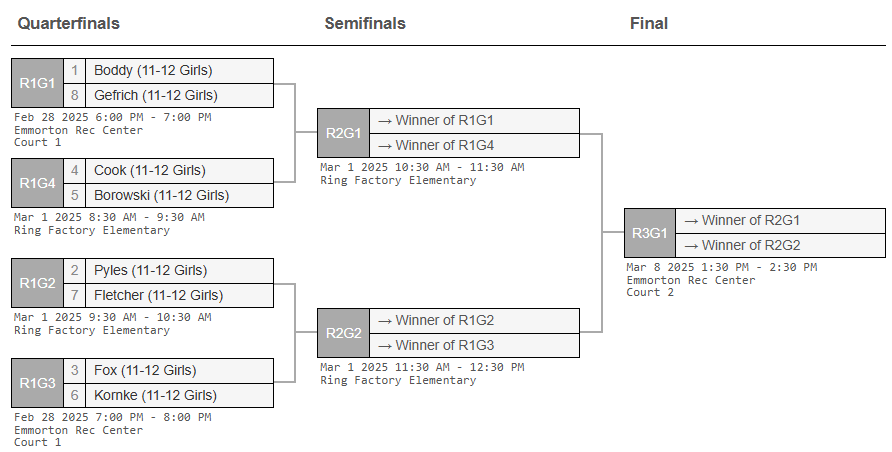 Quarterfinals
Semifinals
Final
R1G1
1 Boddy (11-12 Girls)
8 Gefrich (11-12 Girls)
Feb 28 2025 6:00 PM - 7:00 PM
Emmorton Rec Center
Court 1
R1G4
4 Cook (11-12 Girls)
5 Borowski (11-12 Girls)
Mar 1 2025 8:30 AM - 9:30 AM
Ring Factory Elementary
R1G2
2 Pyles (11-12 Girls)
7 Fletcher (11-12 Girls)
Mar 1 2025 9:30 AM - 10:30 AM
Ring Factory Elementary
R1G3
3 Fox (11-12 Girls)
6 Kornke (11-12 Girls)
Feb 28 2025 7:00 PM - 8:00 PM
Emmorton Rec Center
Court 1
R2G1
→ Winner of R1G1
→ Winner of R1G4
Mar 1 2025 10:30 AM - 11:30 AM
Ring Factory Elementary
R2G2
→ Winner of R1G2
→ Winner of R1G3
Mar 1 2025 11:30 AM - 12:30 PM
Ring Factory Elementary
R3G1
→ Winner of R2G1
→ Winner of R2G2
Mar 8 2025 1:30 PM - 2:30 PM
Emmorton Rec Center
Court 2